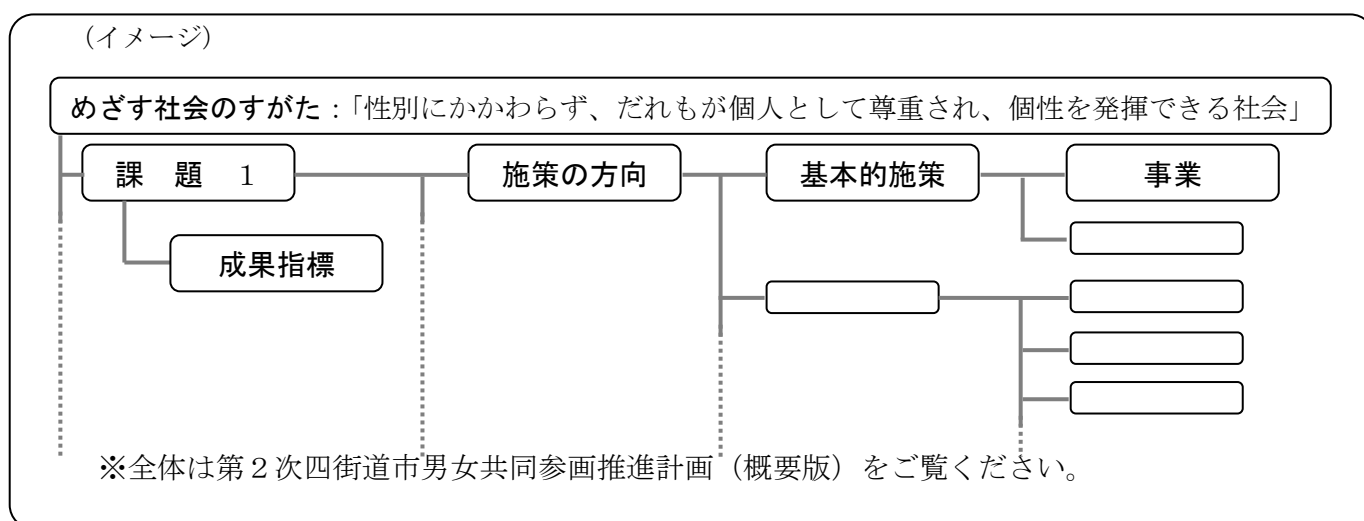 (イメージ)
めざす社会のすがた:「性別にかかわらず、だれもが個人として尊重され、個性を発揮できる社会」
課 題 1
施策の方向
基本的施策
事業
成果指標
※全体は第2次四街道市男女共同参画推進計画(概要版)をご覧ください。